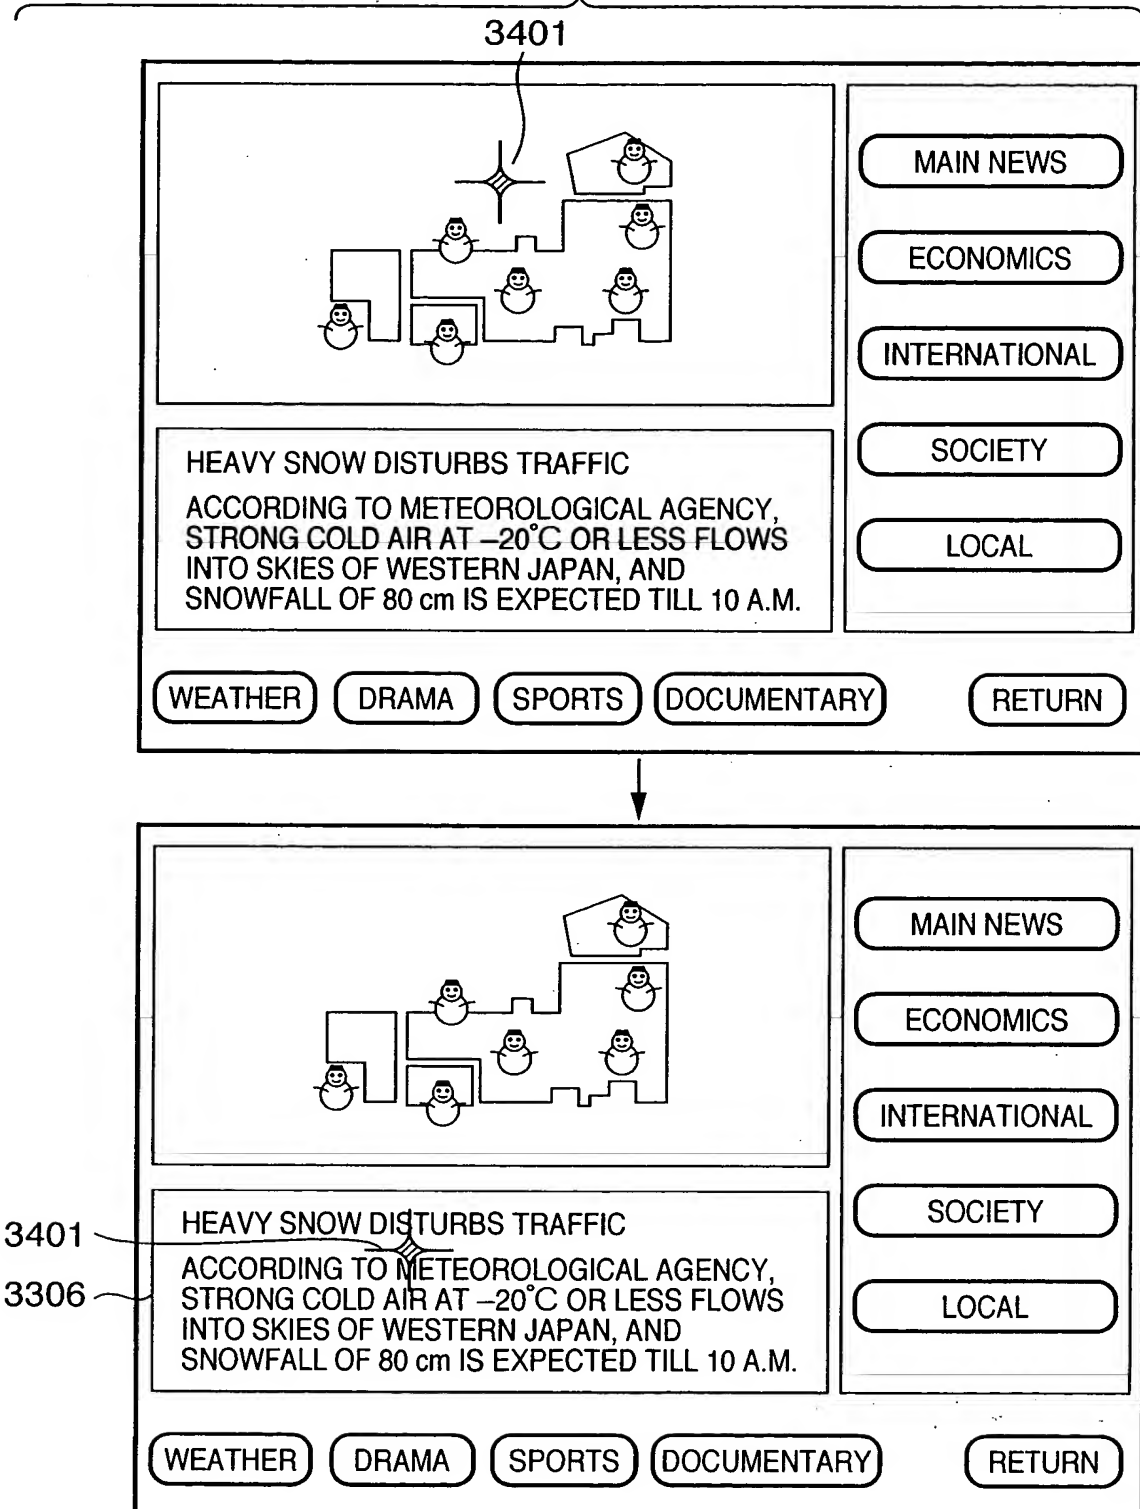 3401
MAIN NEWS
ECONOMICS
INTERNATIONAL
SOCIETY
LOCAL
HEAVY SNOW DISTURBS TRAFFIC
ACCORDING TO METEOROLOGICAL AGENCY,
STRONG COLD AIR AT –20°C OR LESS FLOWS
INTO SKIES OF WESTERN JAPAN, AND
SNOWFALL OF 80 cm IS EXPECTED TILL 10 A.M.
WEATHER DRAMA SPORTS DOCUMENTARY RETURN
MAIN NEWS
ECONOMICS
INTERNATIONAL
SOCIETY
LOCAL
3401
3306
HEAVY SNOW DISTURBS TRAFFIC
ACCORDING TO METEOROLOGICAL AGENCY,
STRONG COLD AIR AT –20°C OR LESS FLOWS
INTO SKIES OF WESTERN JAPAN, AND
SNOWFALL OF 80 cm IS EXPECTED TILL 10 A.M.
WEATHER DRAMA SPORTS DOCUMENTARY RETURN